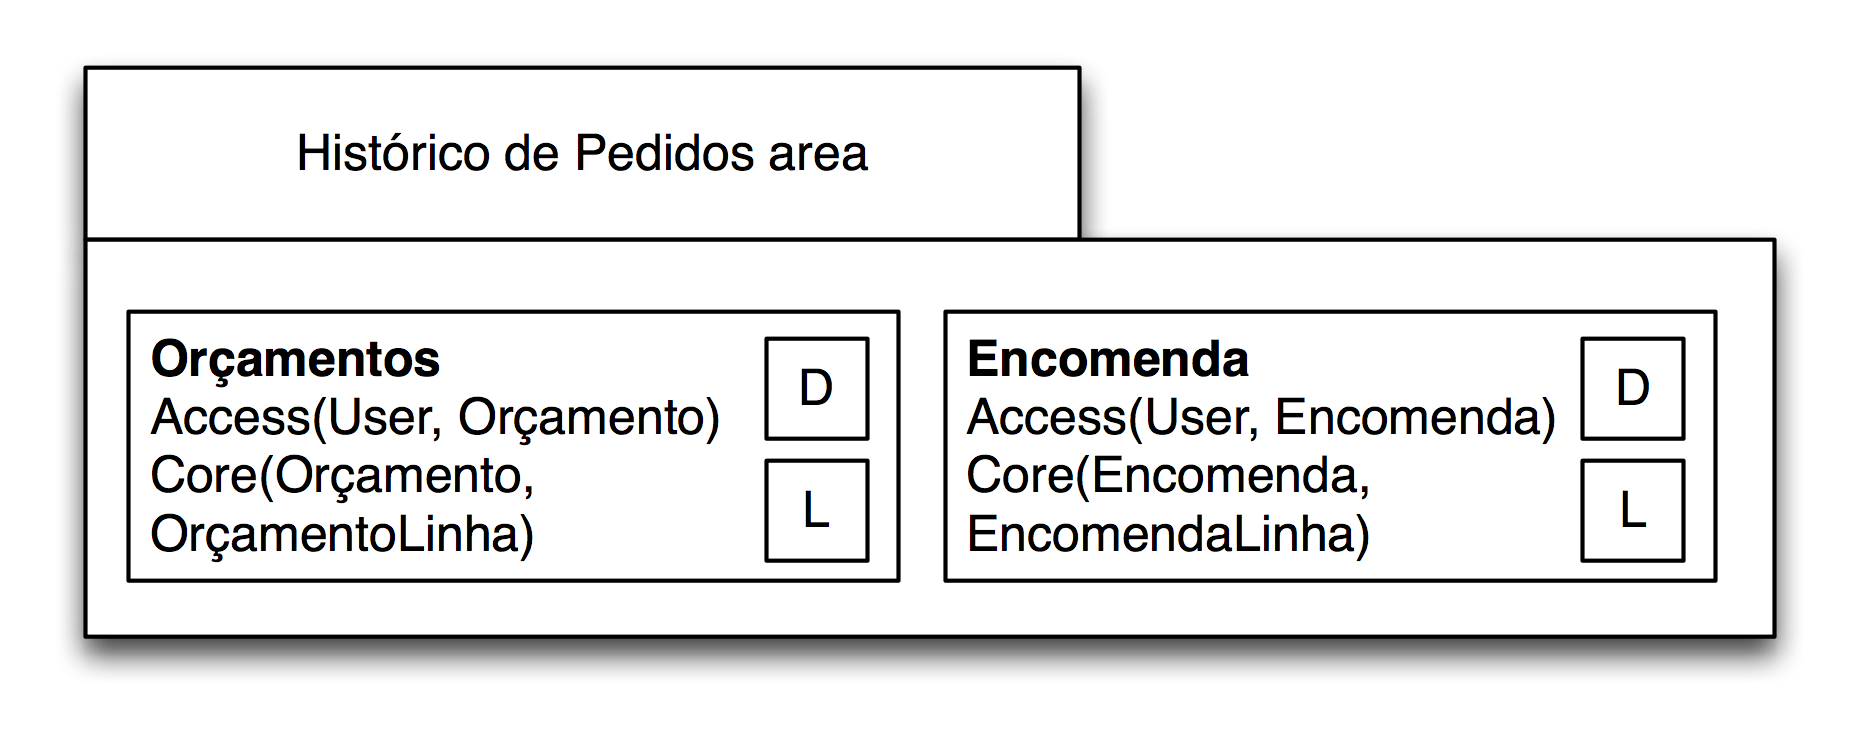 Histórico de Pedidos area
Orçamentos
Access(User, Orçamento)
Core(Orçamento,
OrçamentoLinha)
D
L
Encomenda
Access(User, Encomenda)
Core(Encomenda,
EncomendaLinha)
D
L